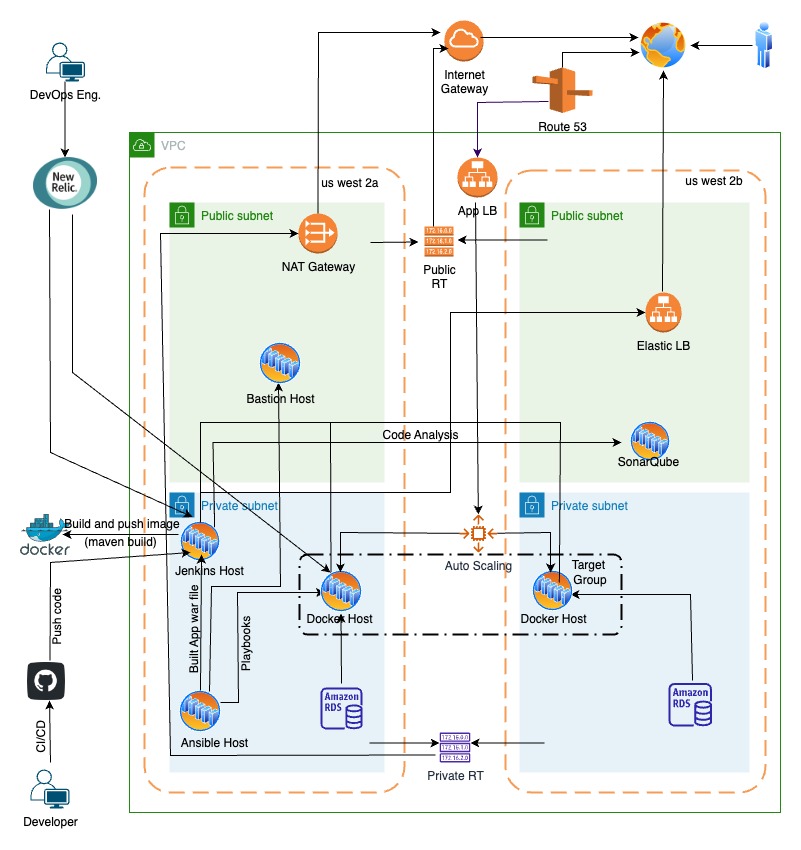 Internet
Gateway
DevOps Eng.
Route 53
VPC
New
Relic.
us west 2a
us west 2b
App LB
Public subnet
Public subnet
172.16.0.0
172.16.1.0
172.16.2.0
NAT Gateway
Public
RT
Elastic LB
Bastion Host
Code Analysis
SonarQube
Private subnet
Private subnet
Build and push image
(maven build)
docker
Jenkins Host
Auto Scaling
Target
Group
Push code
Built App war file
Playbooks
Docker Host
Docker Host
Amazon
RDS
Amazon
RDS
CI/CD
Ansible Host
172.16.0.0
172.16.1.0
172.16.2.0
Private RT
Developer